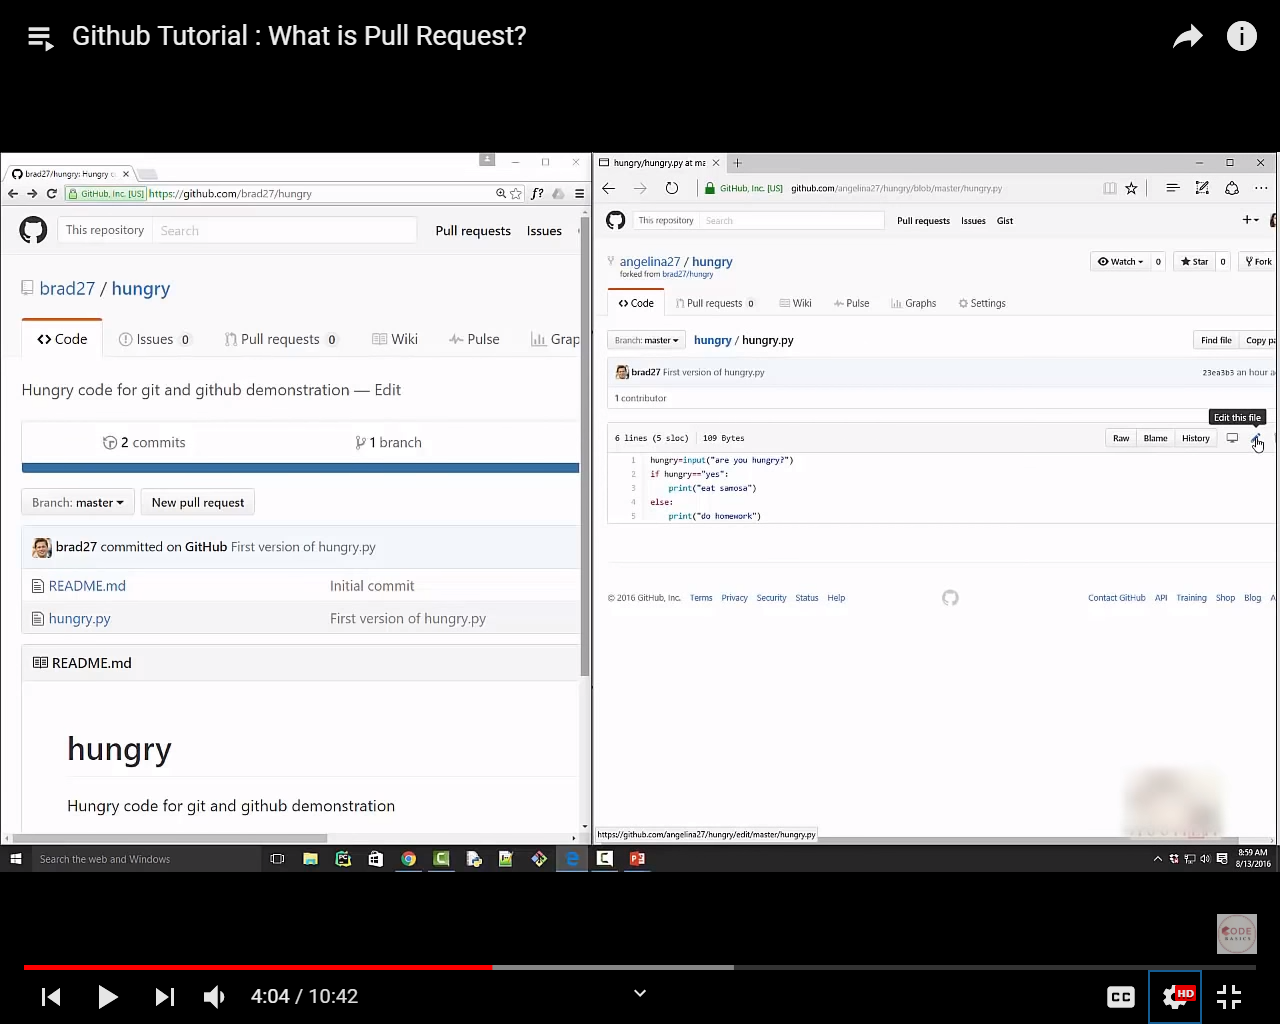 Github Tutorial : What is Pull Request?
brad27/hungry: Hungry c
GitHub, Inc. [US] https://github.com/brad27/hungry
This repository Search Pull requests Issues
brad27 / hungry
Code Issues 0 Pull requests 0 Wiki Pulse Grap
Hungry code for git and github demonstration — Edit
2 commits 1 branch
Branch: master New pull request
brad27 committed on GitHub First version of hungry.py
README.md Initial commit
hungry.py First version of hungry.py
README.md
hungry
Hungry code for git and github demonstration
hungry/hungry.py at ma
GitHub, Inc. [US] github.com/angelina27/hungry/blob/master/hungry.py
This repository Search Pull requests Issues Gist
angelina27 / hungry Watch 0 Star 0 Fork
forked from brad27/hungry
Code Pull requests 0 Wiki Pulse Graphs Settings
Branch: master hungry / hungry.py Find file Copy pa
brad27 First version of hungry.py 23ea3b3 an hour a
1 contributor
Edit this file
6 lines (5 sloc) 109 Bytes Raw Blame History
1 hungry=input("are you hungry?")
2 if hungry=="yes":
3 print("eat samosa")
4 else:
5 print("do homework")
© 2016 GitHub, Inc. Terms Privacy Security Status Help Contact GitHub API Training Shop Blog A
https://github.com/angelina27/hungry/edit/master/hungry.py
Search the web and Windows
8:59 AM
8/13/2016
CODE
BASICS
4:04 / 10:42
CC
HD